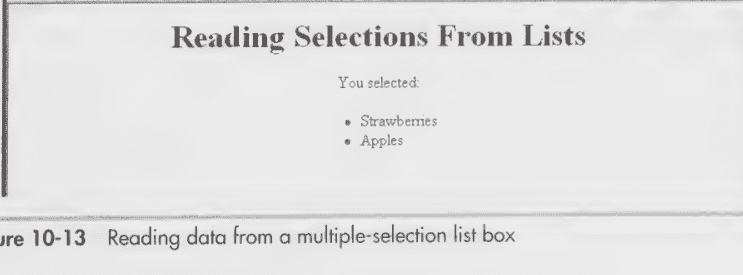 Reading Selections From Lists
You selected:
• Strawberries
• Apples
ure 10-13 Reading data from a multiple-selection list box